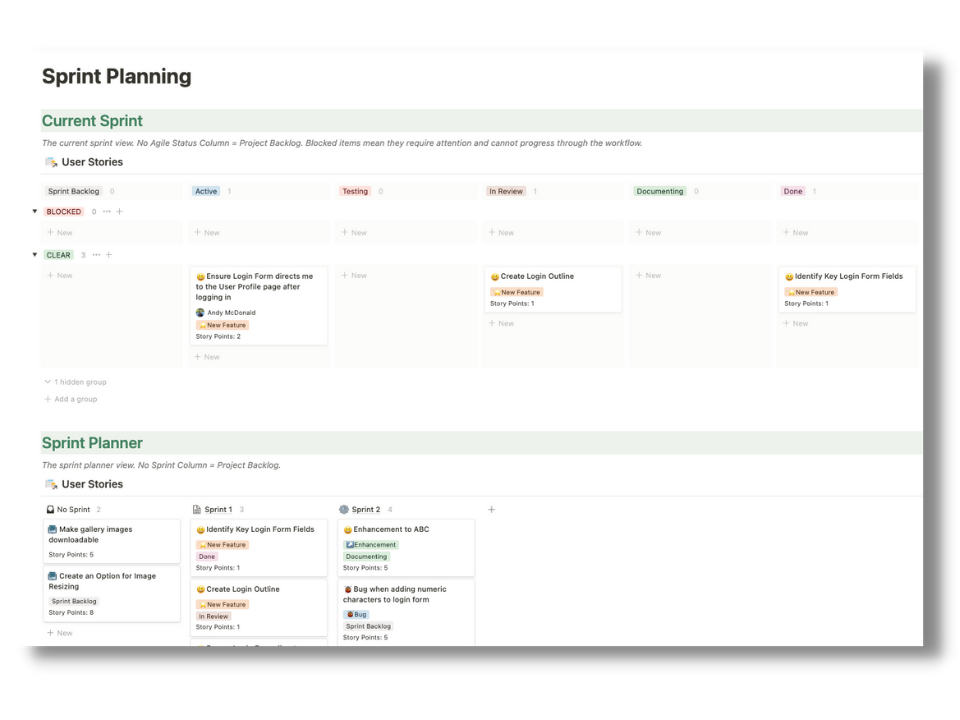 Sprint Planning
Current Sprint
The current sprint view. No Agile Status Column = Project Backlog. Blocked items mean they require attention and cannot progress through the workflow.
User Stories
Sprint Backlog 0
Active 1
Testing 0
In Review 1
Documenting 0
Done 1
BLOCKED 0 ··· +
+ New
+ New
+ New
+ New
+ New
+ New
CLEAR 3 ··· +
+ New
Ensure Login Form directs me
to the User Profile page after
logging in
Andy McDonald
New Feature
Story Points: 2
+ New
+ New
Create Login Outline
New Feature
Story Points: 1
+ New
+ New
Identify Key Login Form Fields
New Feature
Story Points: 1
+ New
1 hidden group
+ Add a group
Sprint Planner
The sprint planner view. No Sprint Column = Project Backlog.
User Stories
No Sprint 2
Make gallery images
downloadable
Story Points: 5
Create an Option for Image
Resizing
Sprint Backlog
Story Points: 8
+ New
Sprint 1 3
Identify Key Login Form Fields
New Feature
Done
Story Points: 1
Create Login Outline
New Feature
In Review
Story Points: 1
Sprint 2 4
Enhancement to ABC
Enhancement
Documenting
Story Points: 5
Bug when adding numeric
characters to login form
Bug
Sprint Backlog
Story Points: 5
+